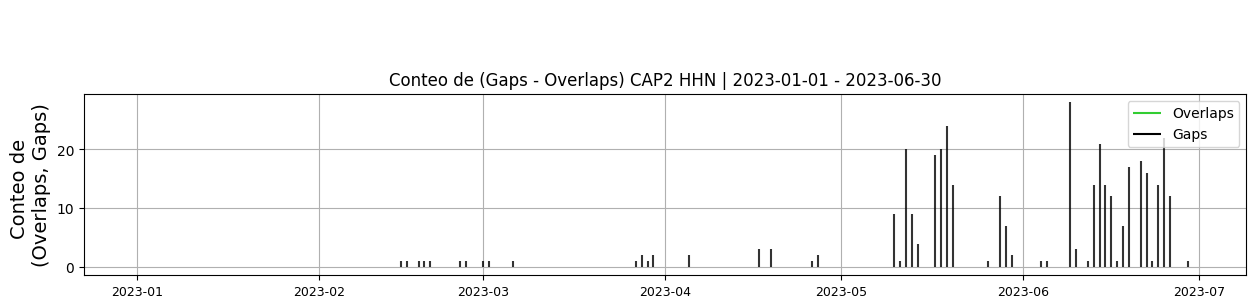 Conteo de (Gaps - Overlaps) CAP2 HHN | 2023-01-01 - 2023-06-30
Conteo de
(Overlaps, Gaps)
20
10
0
Overlaps
Gaps
2023-01
2023-02
2023-03
2023-04
2023-05
2023-06
2023-07